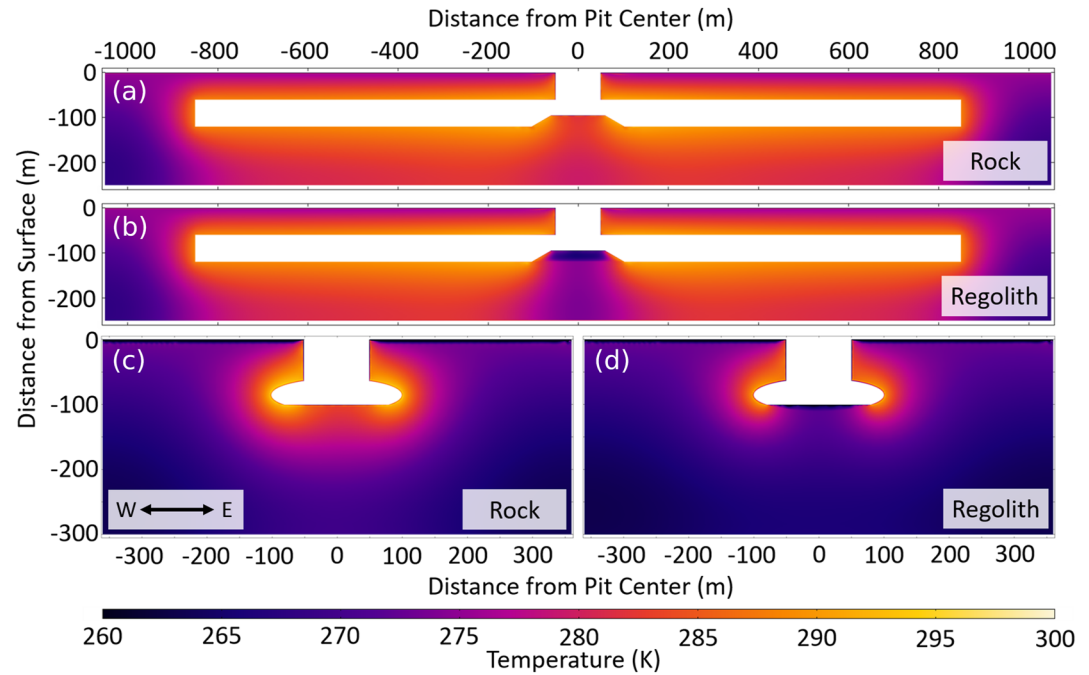 Distance from Pit Center (m)
-1000 -800 -600 -400 -200 0 200 400 600 800 1000
Distance from Surface (m)
0
-100
-200
(a)
Rock
0
-100
-200
(b)
Regolith
0
-100
-200
-300
(c)
W E
Rock
(d)
Regolith
-300 -200 -100 0 100 200 300
-300 -200 -100 0 100 200 300
Distance from Pit Center (m)
260 265 270 275 280 285 290 295 300
Temperature (K)